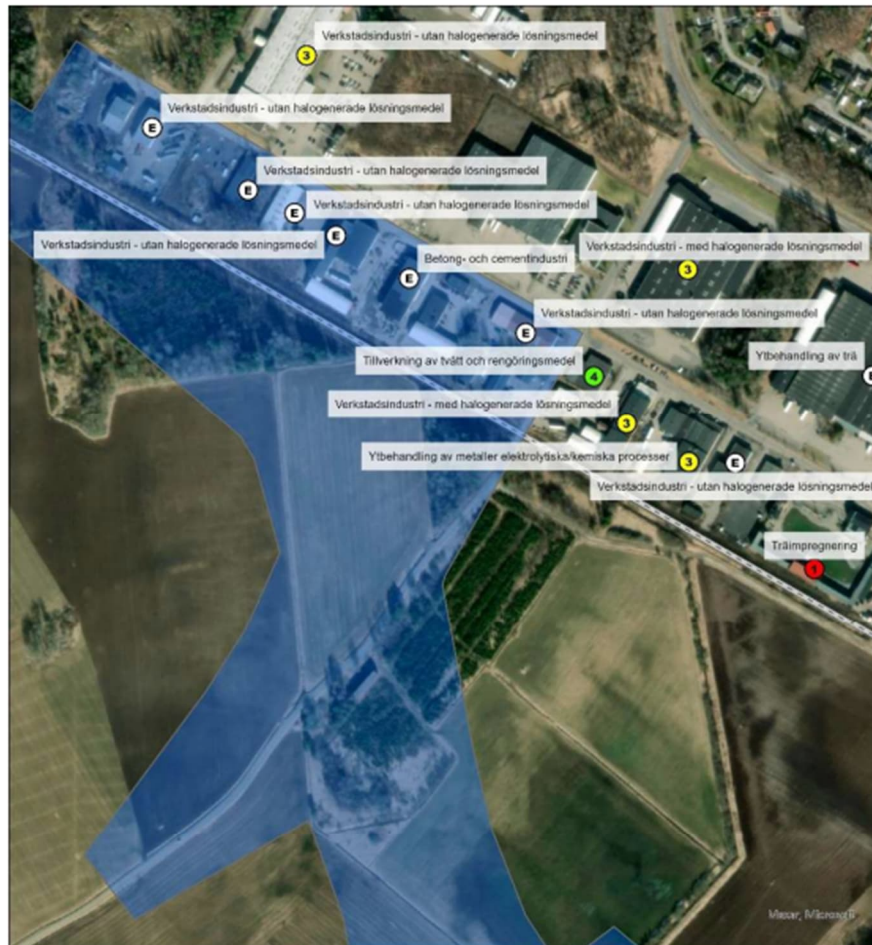 Verkstadsindustri - utan halogenerade lösningsmedel
3
Verkstadsindustri - utan halogenerade lösningsmedel
E
Verkstadsindustri - utan halogenerade lösningsmedel
E
Verkstadsindustri - utan halogenerade lösningsmedel
E
Verkstadsindustri - utan halogenerade lösningsmedel
E
Verkstadsindustri - med halogenerade lösningsmedel
3
Betong- och cementindustri
E
Verkstadsindustri - utan halogenerade lösningsmedel
E
Tillverkning av tvätt och rengöringsmedel
4
Ytbehandling av trä
E
Verkstadsindustri - med halogenerade lösningsmedel
3
Ytbehandling av metaller elektrolytiska/kemiska processer
3
E
Verkstadsindustri - utan halogenerade lösningsmedel
Träimpregnering
1